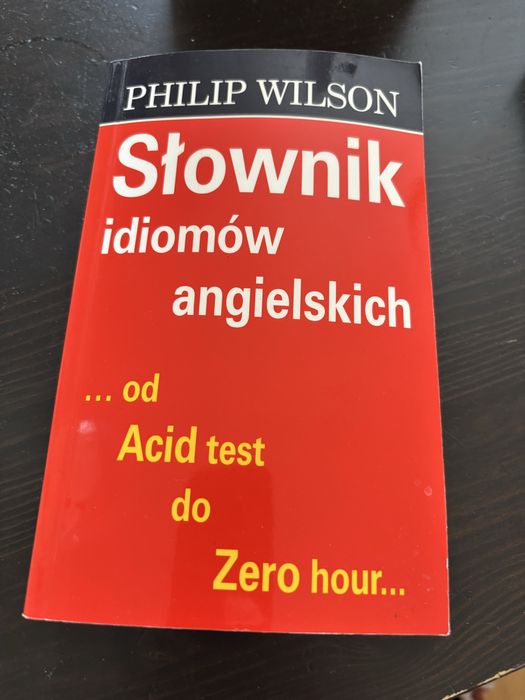 PHILIP WILSON
Słownik
idiomów
angielskich
... od
Acid test
do
Zero hour...